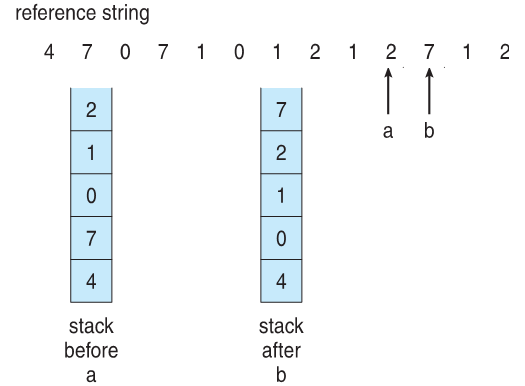 reference string
4 7 0 7 1 0 1 2 1 2 7 1 2
a b
2 7
1 2
0 1
7 0
4 4
stack stack
before after
a b